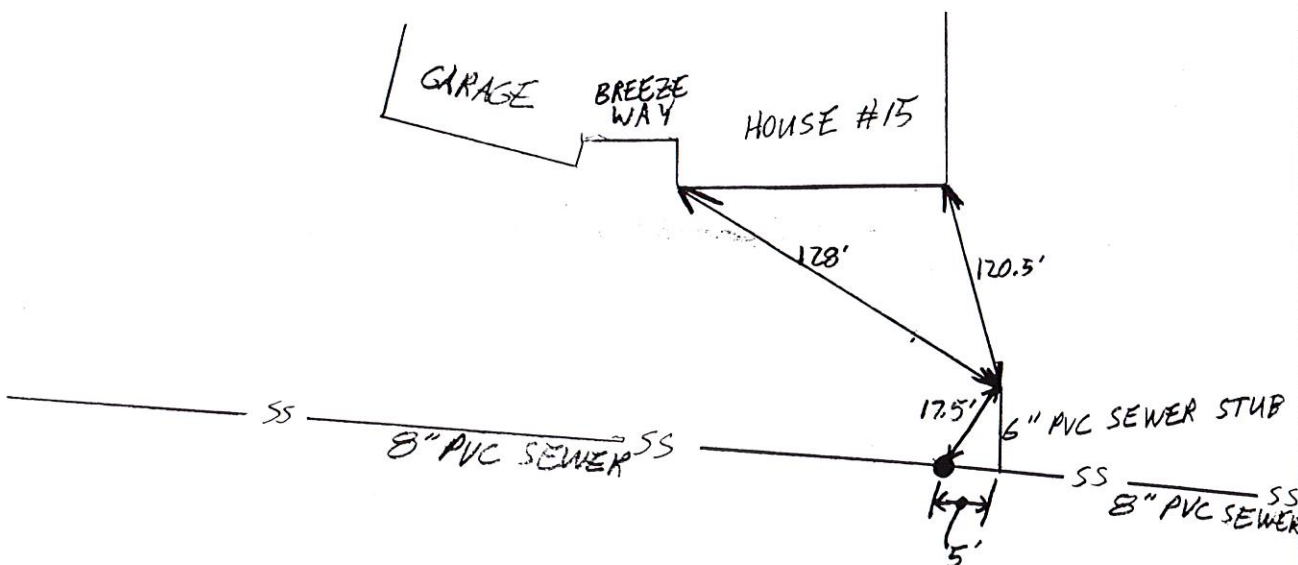 GARAGE
BREEZE
WAY
HOUSE #15
128'
120.5'
17.5'
6" PVC SEWER STUB
SS
8" PVC SEWER
SS
SS
8" PVC SEWER
SS
5'